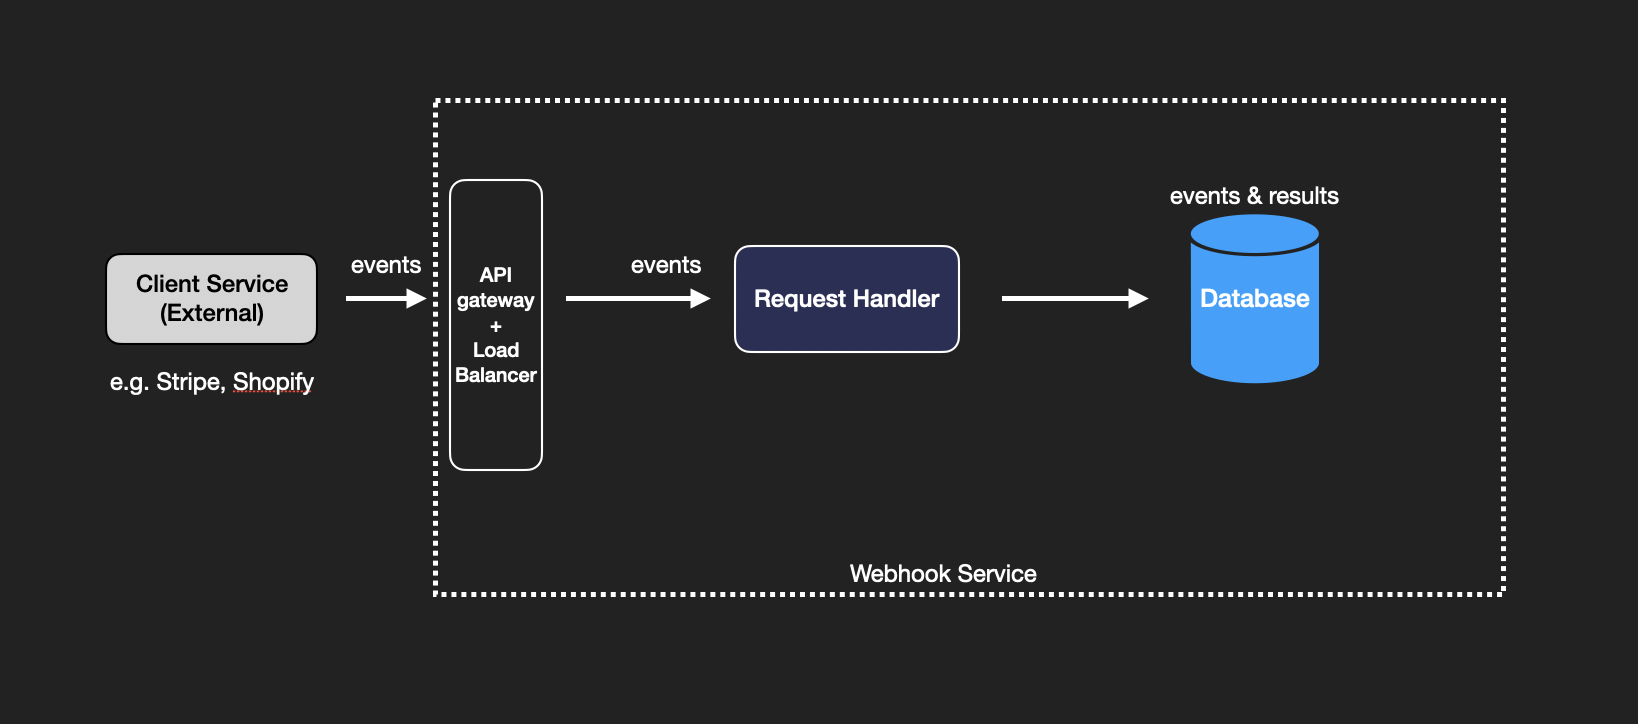 events & results
events
events
API
gateway
+
Load
Balancer
Client Service
(External)
Request Handler
Database
e.g. Stripe, Shopify
Webhook Service